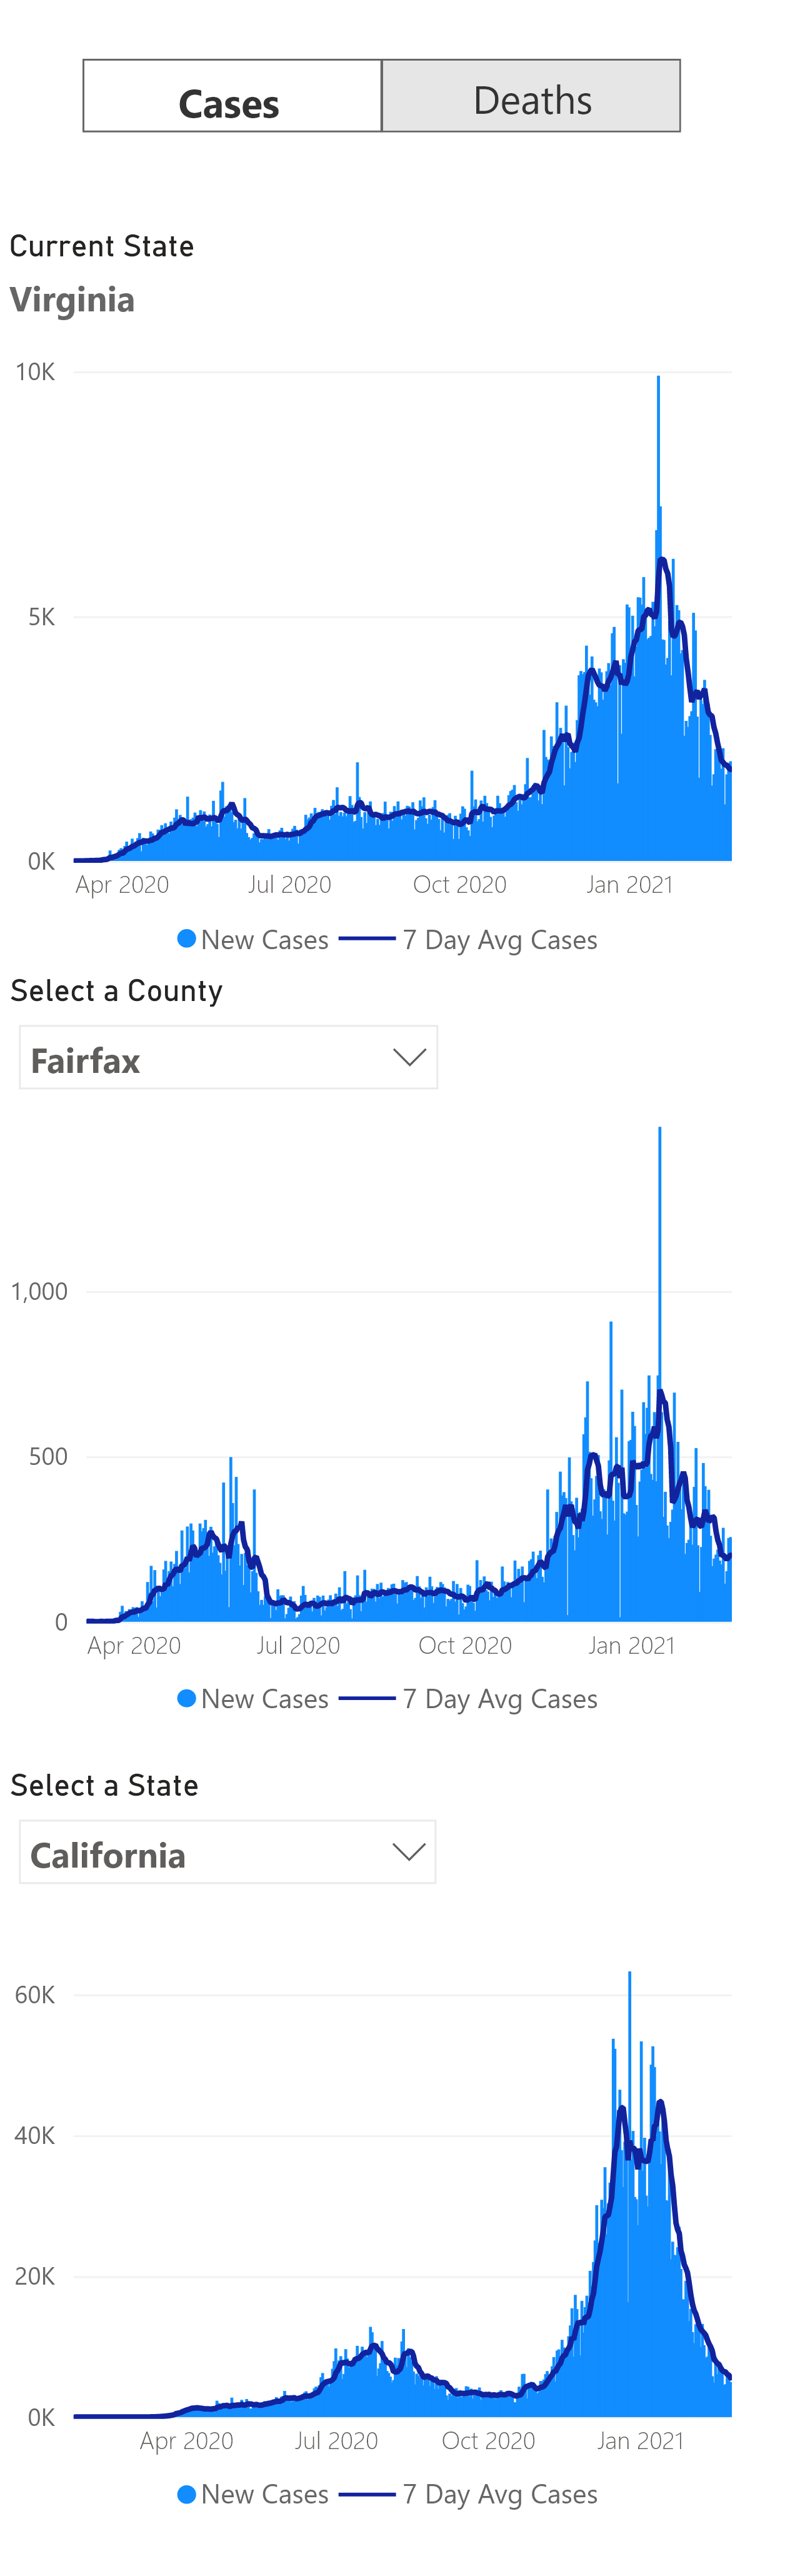 Cases Deaths
Current State
Virginia
10K
5K
0K
Apr 2020 Jul 2020 Oct 2020 Jan 2021
New Cases 7 Day Avg Cases
Select a County
Fairfax
1,000
500
0
Apr 2020 Jul 2020 Oct 2020 Jan 2021
New Cases 7 Day Avg Cases
Select a State
California
60K
40K
20K
0K
Apr 2020 Jul 2020 Oct 2020 Jan 2021
New Cases 7 Day Avg Cases